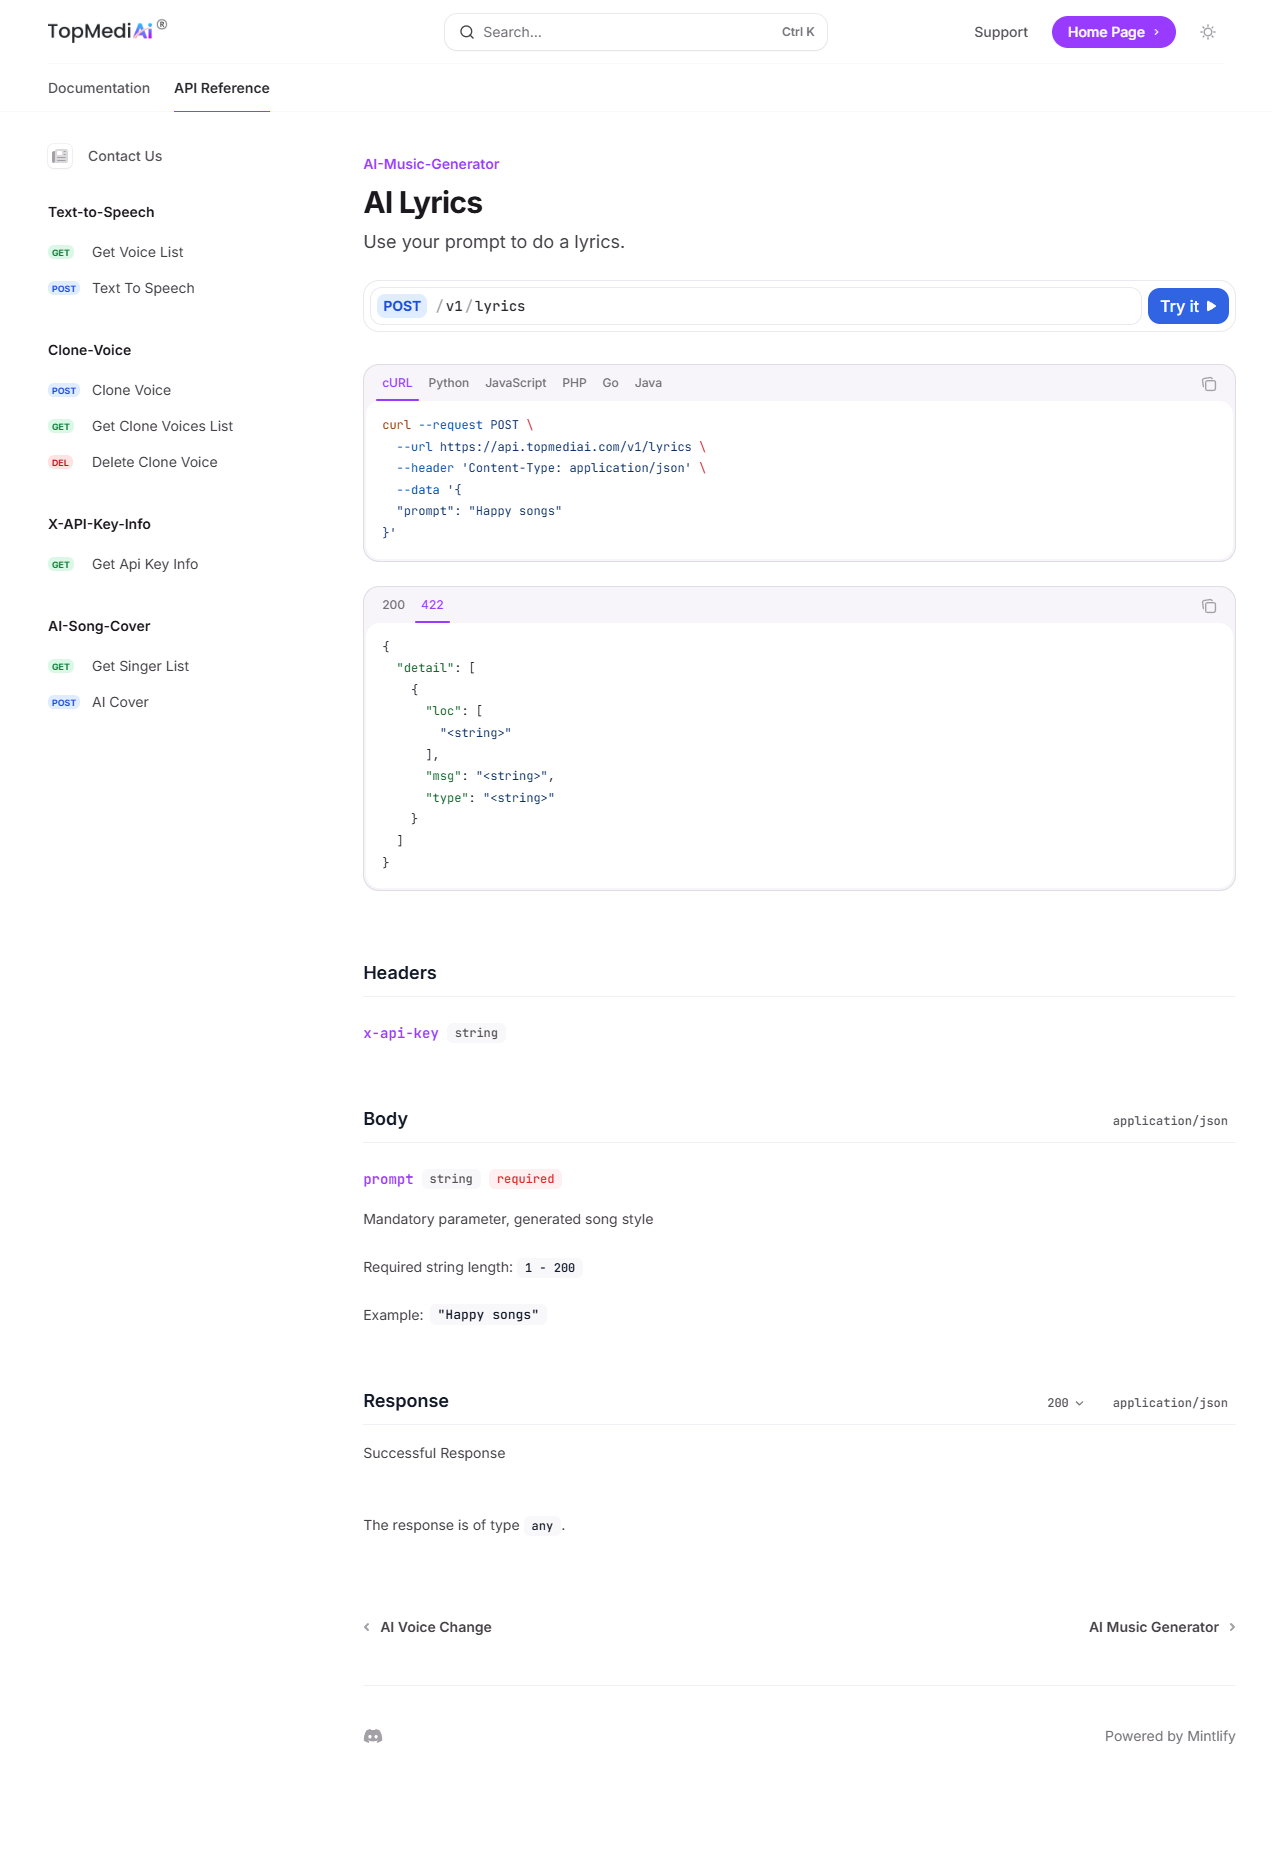 TopMediAi®
Search...
Ctrl K
Support
Home Page
Documentation
API Reference
Contact Us
Text-to-Speech
GET Get Voice List
POST Text To Speech
Clone-Voice
POST Clone Voice
GET Get Clone Voices List
DEL Delete Clone Voice
X-API-Key-Info
GET Get Api Key Info
AI-Song-Cover
GET Get Singer List
POST AI Cover
AI-Music-Generator
AI Lyrics
Use your prompt to do a lyrics.
POST /v1/lyrics
Try it
cURL Python JavaScript PHP Go Java
curl --request POST \
  --url https://api.topmediai.com/v1/lyrics \
  --header 'Content-Type: application/json' \
  --data '{
  "prompt": "Happy songs"
}'
200 422
{
  "detail": [
    {
      "loc": [
        "<string>"
      ],
      "msg": "<string>",
      "type": "<string>"
    }
  ]
}
Headers
x-api-key string
Body application/json
prompt string required
Mandatory parameter, generated song style
Required string length: 1 - 200
Example: "Happy songs"
Response 200 application/json
Successful Response
The response is of type any.
AI Voice Change
AI Music Generator
Powered by Mintlify